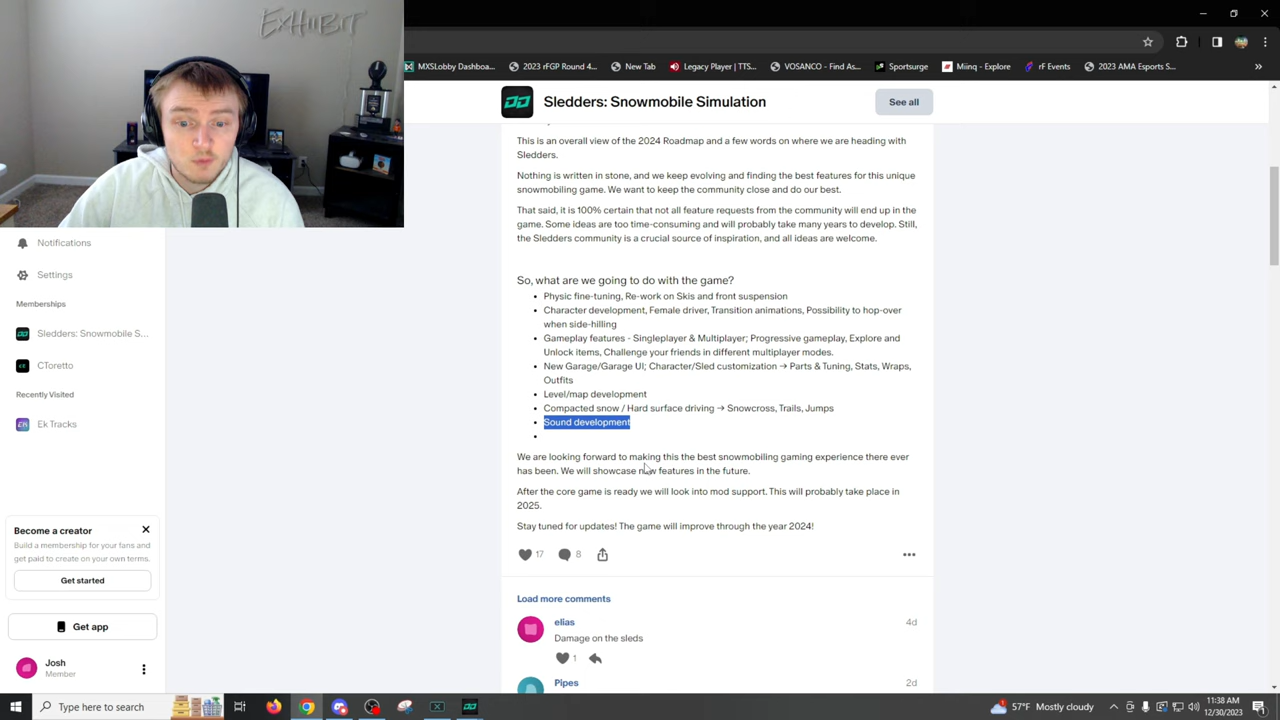 EXHIBIT
MXSLobby Dashboa...
2023 rFGP Round 4...
New Tab
Legacy Player | TTS...
VOSANCO - Find As...
Sportsurge
Miinq - Explore
rF Events
2023 AMA Esports S...
»
Sledders: Snowmobile Simulation
See all
This is an overall view of the 2024 Roadmap and a few words on where we are heading with
Sledders.
Nothing is written in stone, and we keep evolving and finding the best features for this unique
snowmobiling game. We want to keep the community close and do our best.
That said, it is 100% certain that not all feature requests from the community will end up in the
game. Some ideas are too time-consuming and will probably take many years to develop. Still,
the Sledders community is a crucial source of inspiration, and all ideas are welcome.
So, what are we going to do with the game?
• Physic fine-tuning, Re-work on Skis and front suspension
• Character development, Female driver, Transition animations, Possibility to hop-over
when side-hilling
• Gameplay features - Singleplayer & Multiplayer; Progressive gameplay, Explore and
Unlock items, Challenge your friends in different multiplayer modes.
• New Garage/Garage UI; Character/Sled customization → Parts & Tuning, Stats, Wraps,
Outfits
• Level/map development
• Compacted snow / Hard surface driving → Snowcross, Trails, Jumps
• Sound development
•
We are looking forward to making this the best snowmobiling gaming experience there ever
has been. We will showcase new features in the future.
After the core game is ready we will look into mod support. This will probably take place in
2025.
Stay tuned for updates! The game will improve through the year 2024!
17 8
Load more comments
elias 4d
Damage on the sleds
1
Pipes 2d
Notifications
Settings
Memberships
Sledders: Snowmobile S...
CToretto
Recently Visited
Ek Tracks
Become a creator
Build a membership for your fans and
get paid to create on your own terms.
Get started
Get app
Josh
Member
Type here to search
57°F Mostly cloudy
11:38 AM
12/30/2023